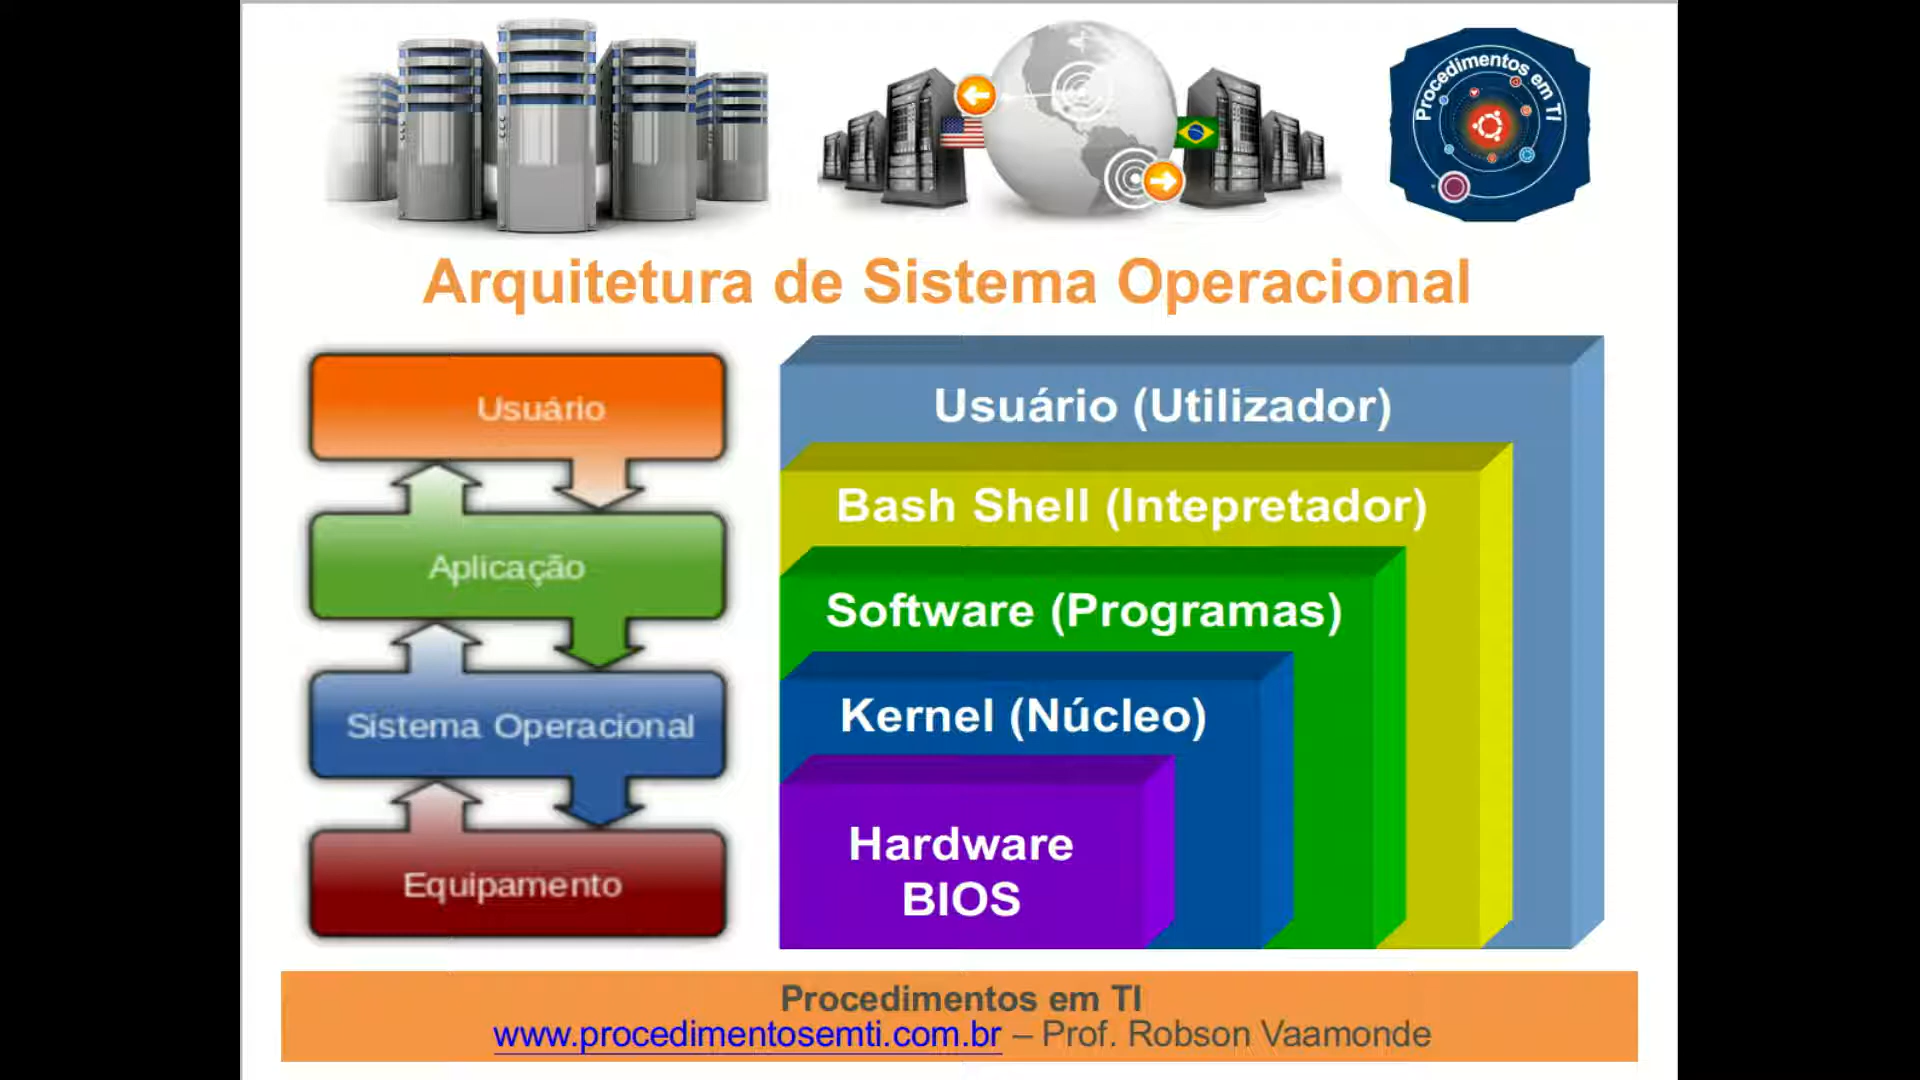 Procedimentos em TI
Arquitetura de Sistema Operacional
Usuário
Aplicação
Sistema Operacional
Equipamento
Usuário (Utilizador)
Bash Shell (Intepretador)
Software (Programas)
Kernel (Núcleo)
Hardware
BIOS
Procedimentos em TI
www.procedimentosemti.com.br – Prof. Robson Vaamonde